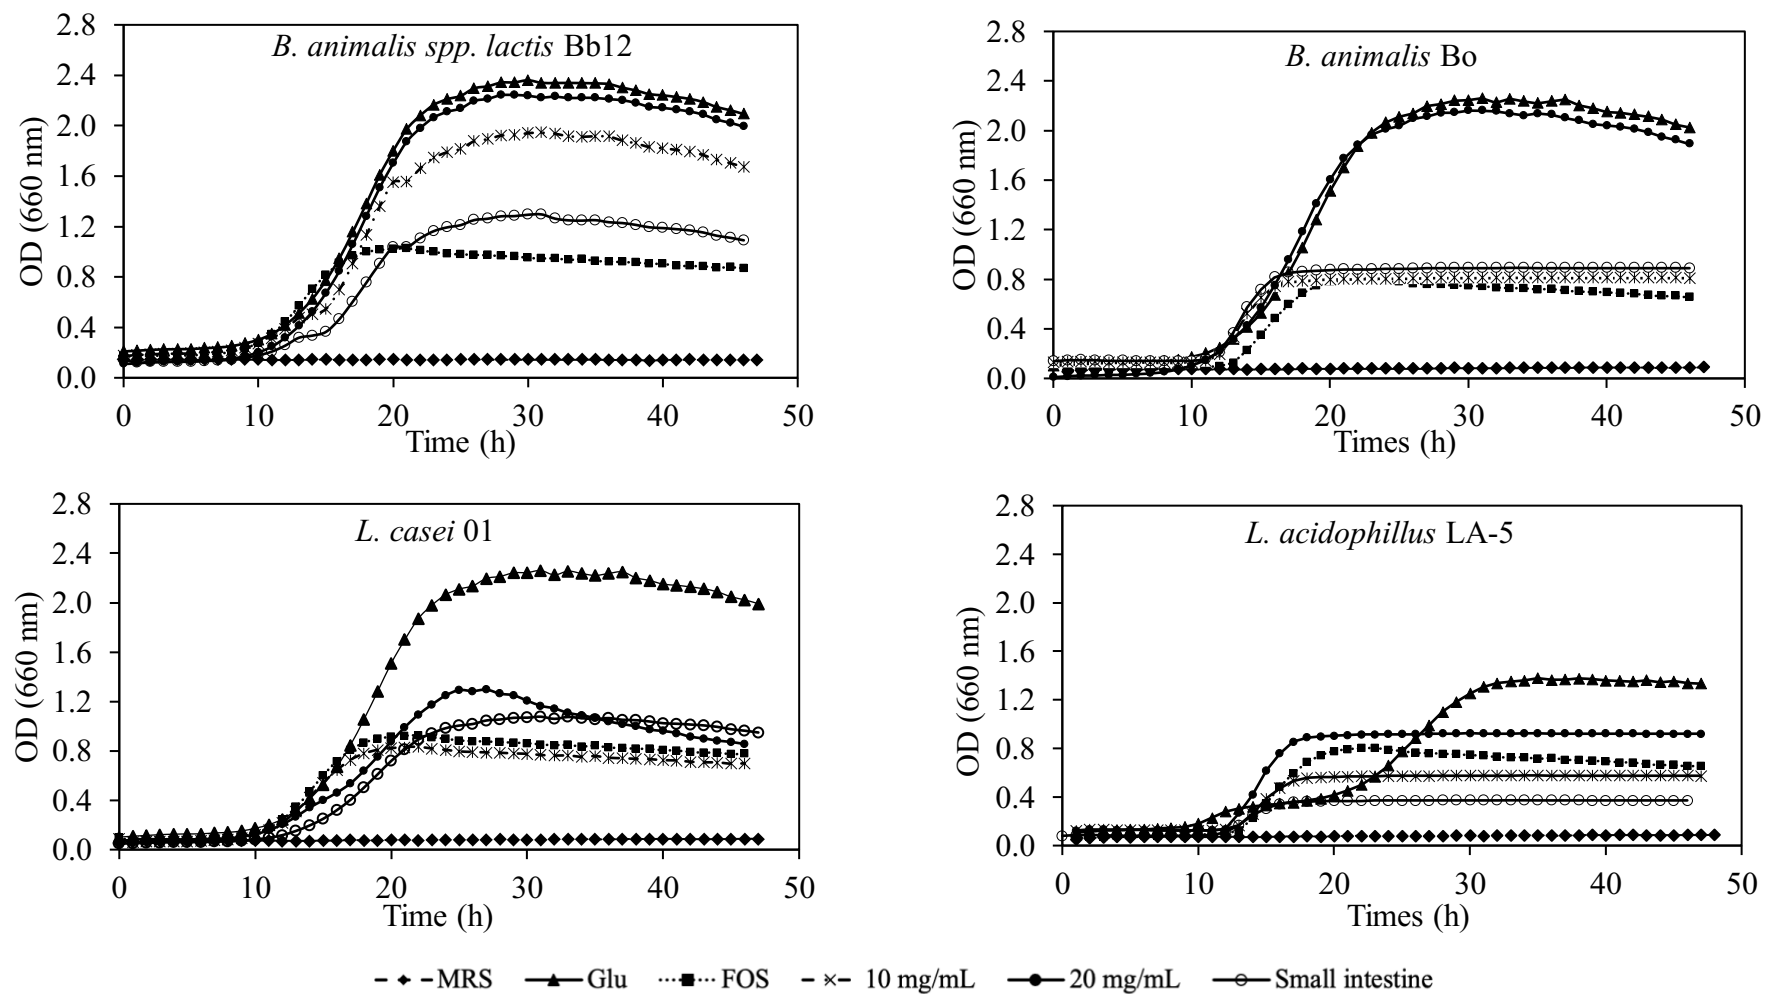 B. animalis spp. lactis Bb12
OD (660 nm)
2.8
2.4
2.0
1.6
1.2
0.8
0.4
0.0
0 10 20 30 40 50
Time (h)
B. animalis Bo
OD (660 nm)
2.8
2.4
2.0
1.6
1.2
0.8
0.4
0.0
0 10 20 30 40 50
Times (h)
L. casei 01
OD (660 nm)
2.8
2.4
2.0
1.6
1.2
0.8
0.4
0.0
0 10 20 30 40 50
Time (h)
L. acidophillus LA-5
OD (660 nm)
2.8
2.4
2.0
1.6
1.2
0.8
0.4
0.0
0 10 20 30 40 50
Times (h)
MRS Glu FOS 10 mg/mL 20 mg/mL Small intestine